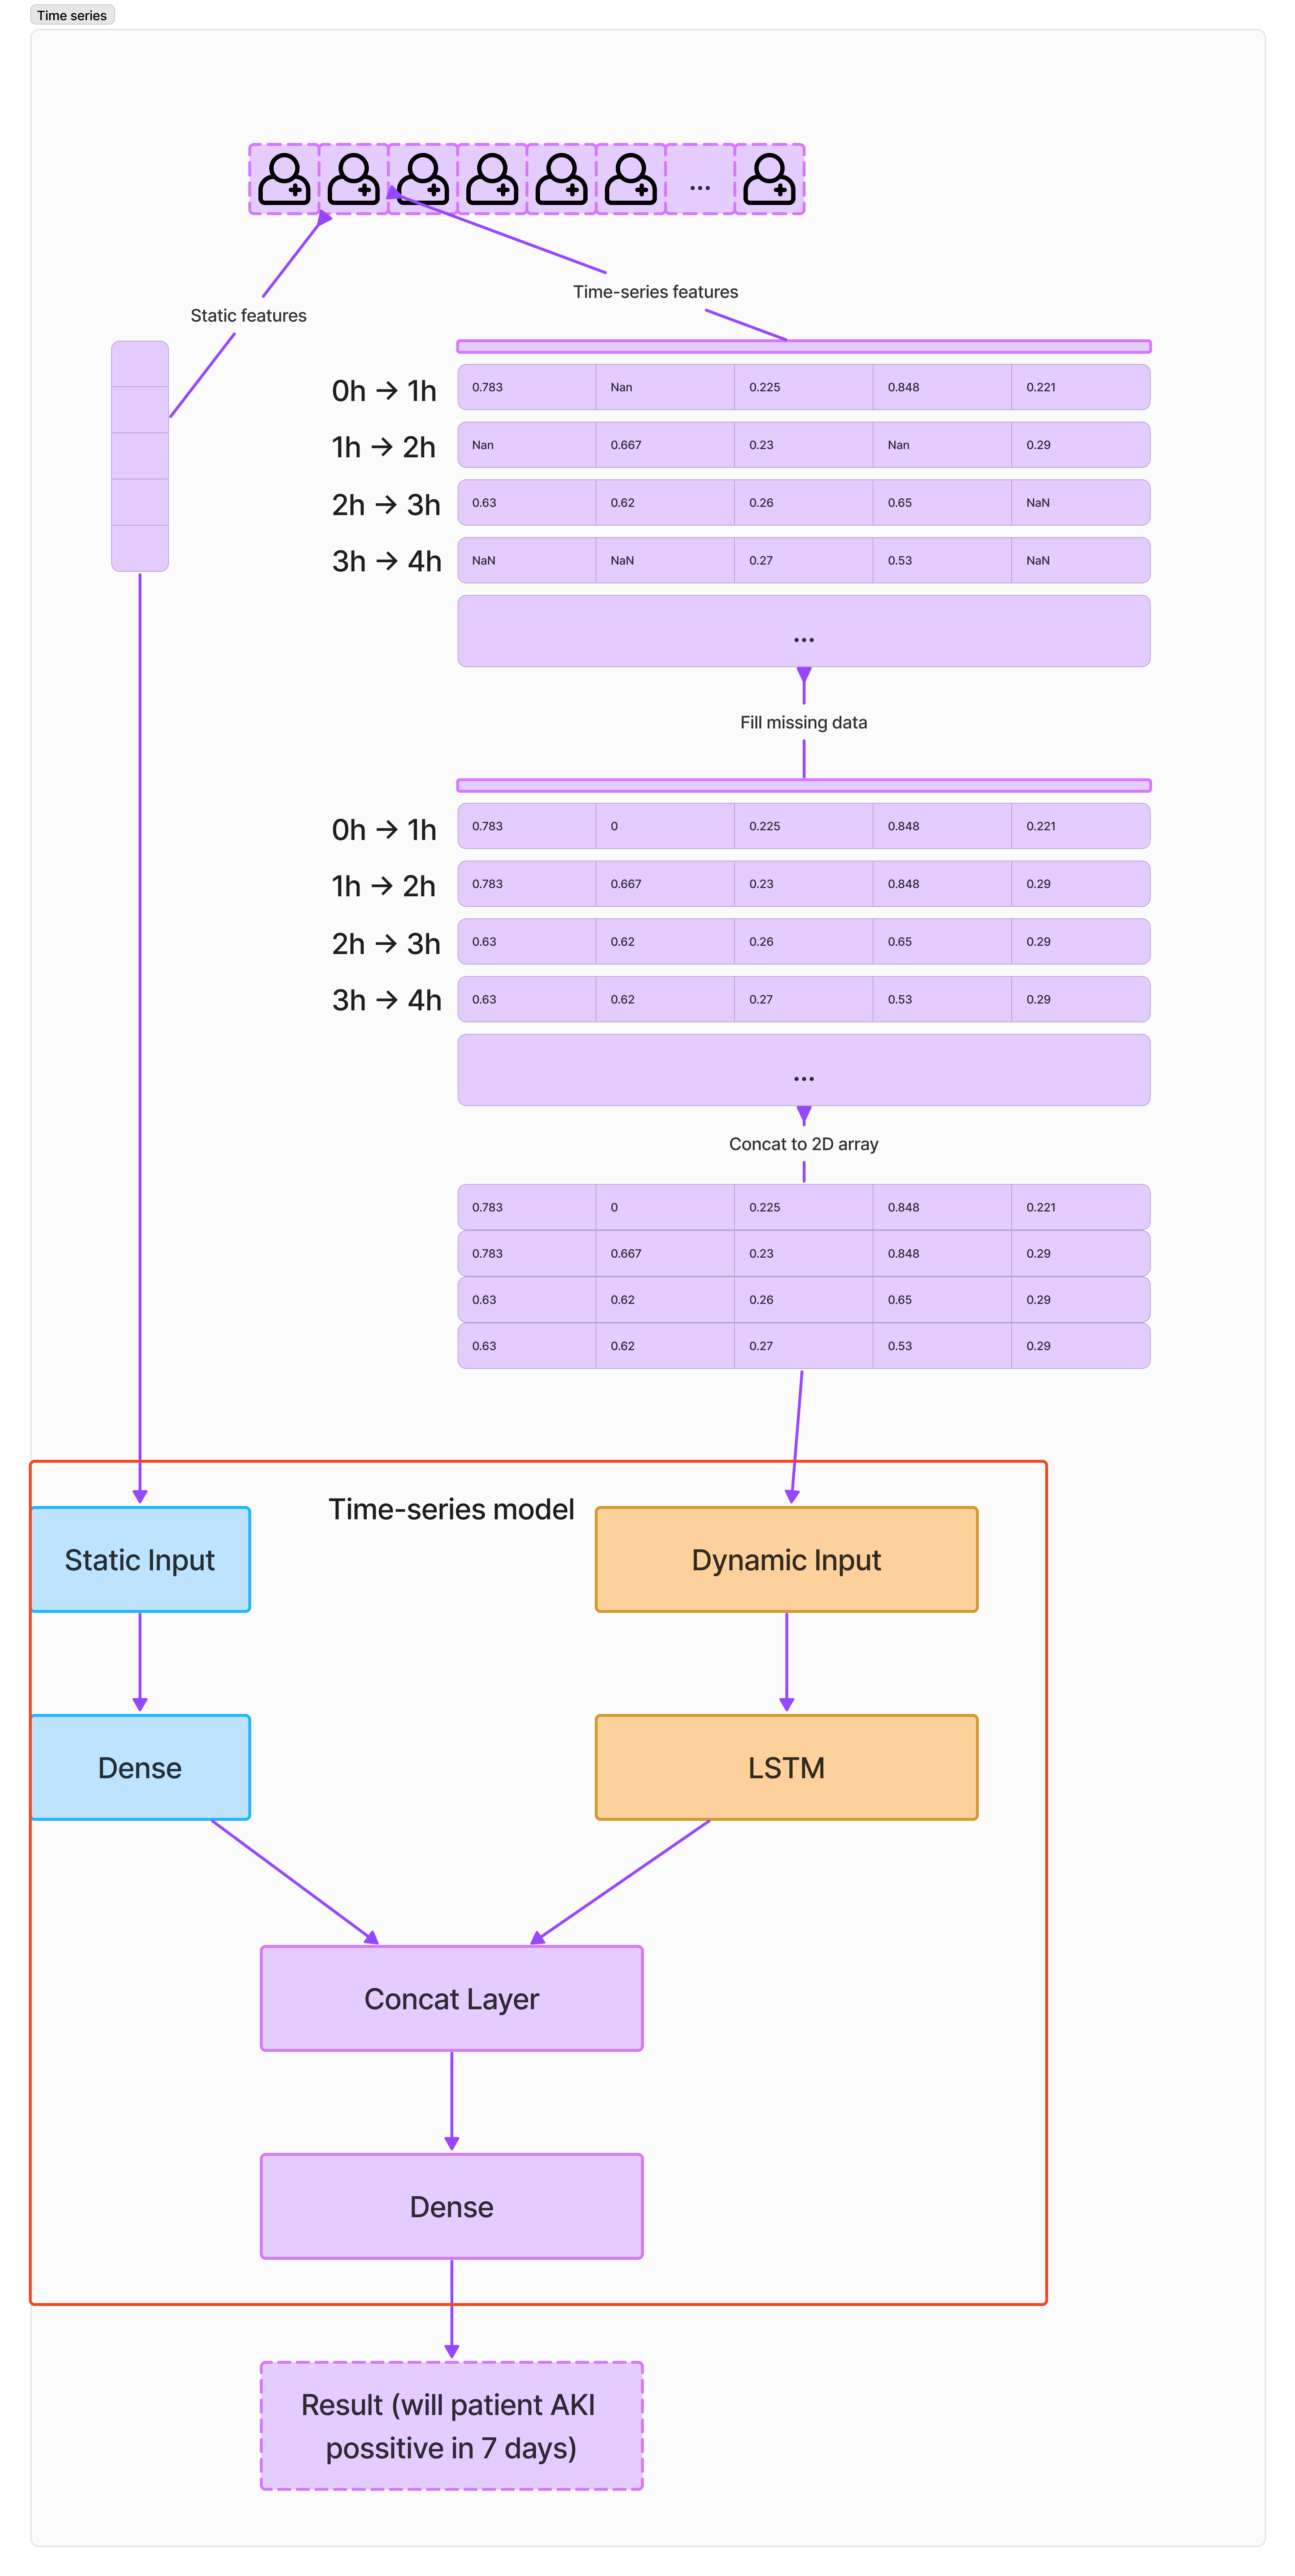 Time series
...
Static features
Time-series features
0h → 1h 0.783 Nan 0.225 0.848 0.221
1h → 2h Nan 0.667 0.23 Nan 0.29
2h → 3h 0.63 0.62 0.26 0.65 NaN
3h → 4h NaN NaN 0.27 0.53 NaN
...
Fill missing data
0h → 1h 0.783 0 0.225 0.848 0.221
1h → 2h 0.783 0.667 0.23 0.848 0.29
2h → 3h 0.63 0.62 0.26 0.65 0.29
3h → 4h 0.63 0.62 0.27 0.53 0.29
...
Concat to 2D array
0.783 0 0.225 0.848 0.221
0.783 0.667 0.23 0.848 0.29
0.63 0.62 0.26 0.65 0.29
0.63 0.62 0.27 0.53 0.29
Time-series model
Static Input
Dynamic Input
Dense
LSTM
Concat Layer
Dense
Result (will patient AKI
possitive in 7 days)